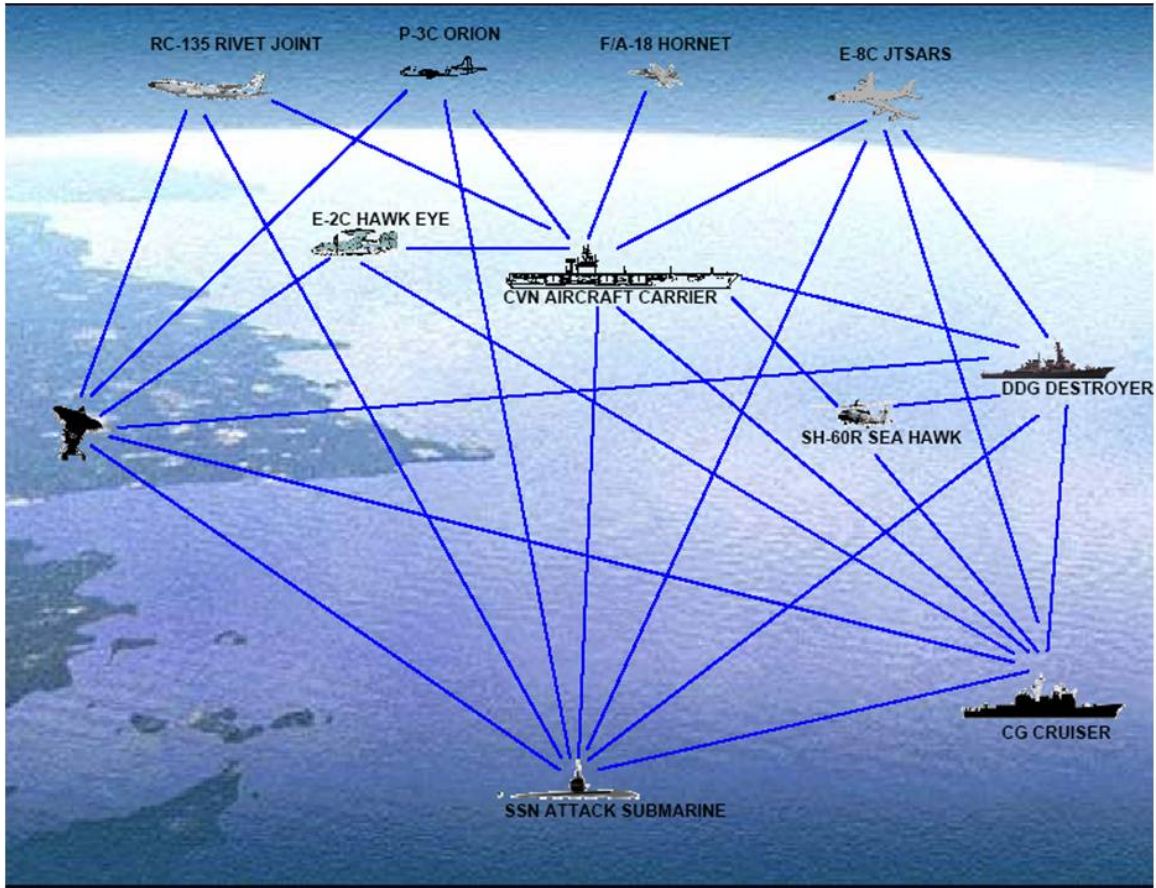 RC-135 RIVET JOINT
P-3C ORION
F/A-18 HORNET
E-8C JTSARS
E-2C HAWK EYE
CVN AIRCRAFT CARRIER
DDG DESTROYER
SH-60R SEA HAWK
CG CRUISER
SSN ATTACK SUBMARINE